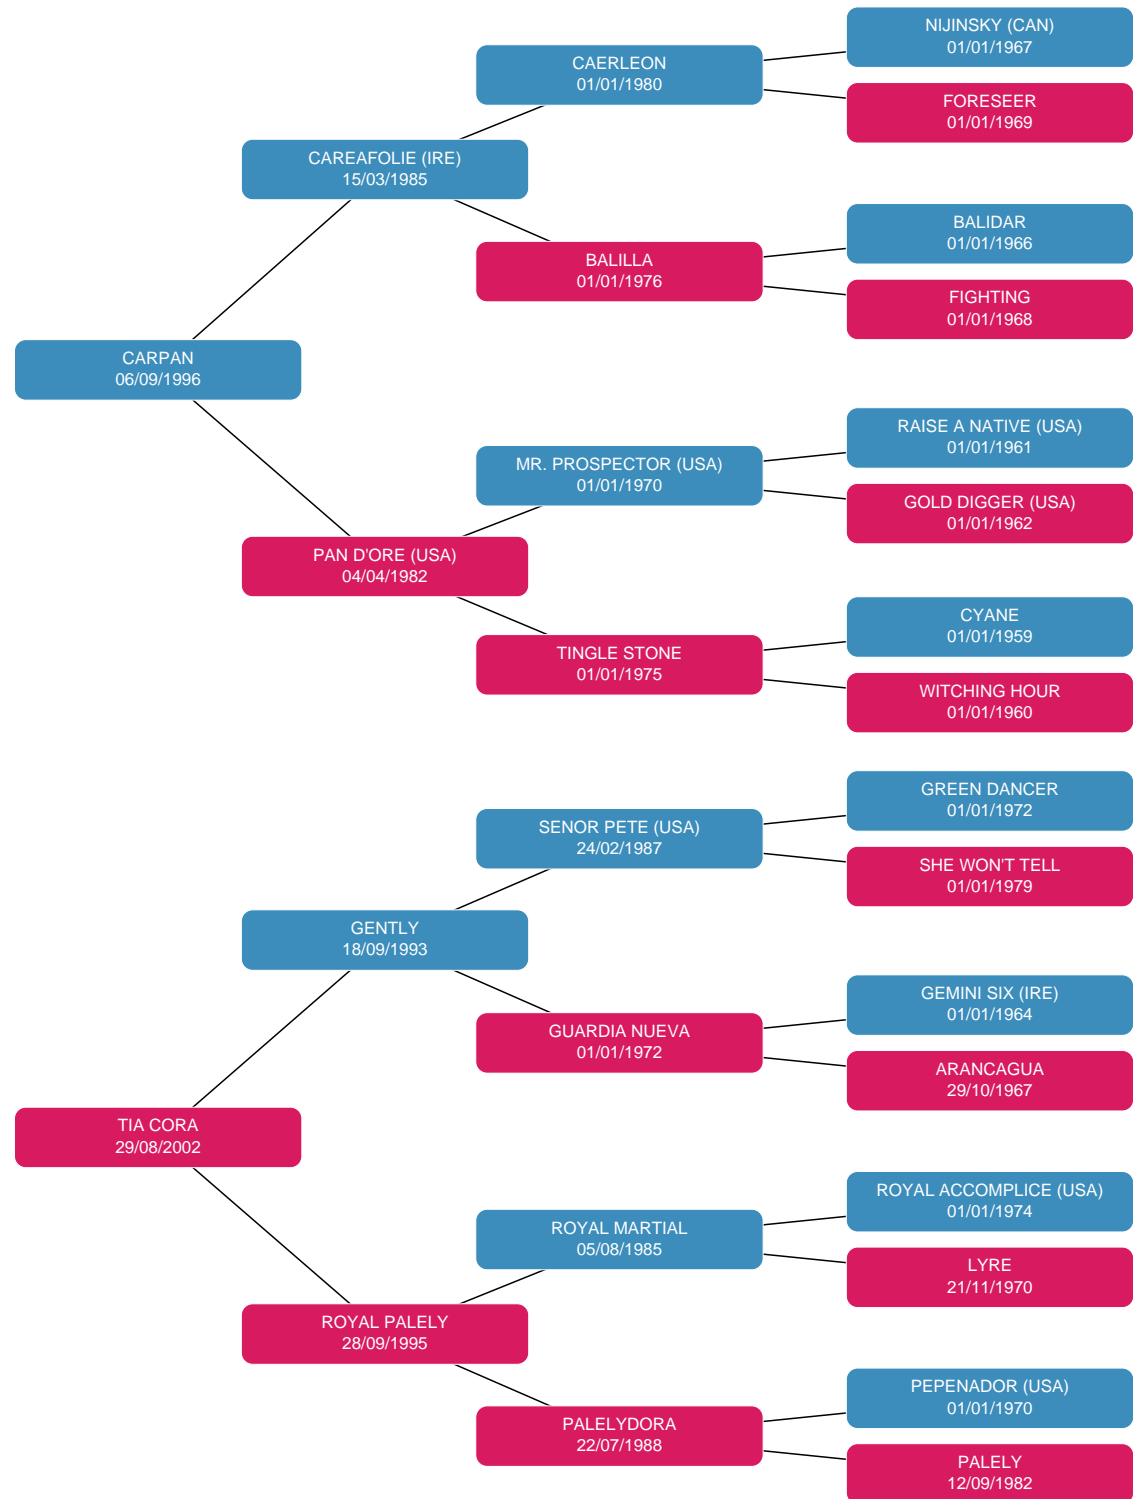 NIJINSKY (CAN)
01/01/1967
CAERLEON
01/01/1980
FORESEER
01/01/1969
CAREAFOLIE (IRE)
15/03/1985
BALIDAR
01/01/1966
BALILLA
01/01/1976
FIGHTING
01/01/1968
CARPAN
06/09/1996
RAISE A NATIVE (USA)
01/01/1961
MR. PROSPECTOR (USA)
01/01/1970
GOLD DIGGER (USA)
01/01/1962
PAN D'ORE (USA)
04/04/1982
CYANE
01/01/1959
TINGLE STONE
01/01/1975
WITCHING HOUR
01/01/1960
GREEN DANCER
01/01/1972
SENOR PETE (USA)
24/02/1987
SHE WON'T TELL
01/01/1979
GENTLY
18/09/1993
GEMINI SIX (IRE)
01/01/1964
GUARDIA NUEVA
01/01/1972
ARANCAGUA
29/10/1967
TIA CORA
29/08/2002
ROYAL ACCOMPLICE (USA)
01/01/1974
ROYAL MARTIAL
05/08/1985
LYRE
21/11/1970
ROYAL PALELY
28/09/1995
PEPENADOR (USA)
01/01/1970
PALELYDORA
22/07/1988
PALELY
12/09/1982